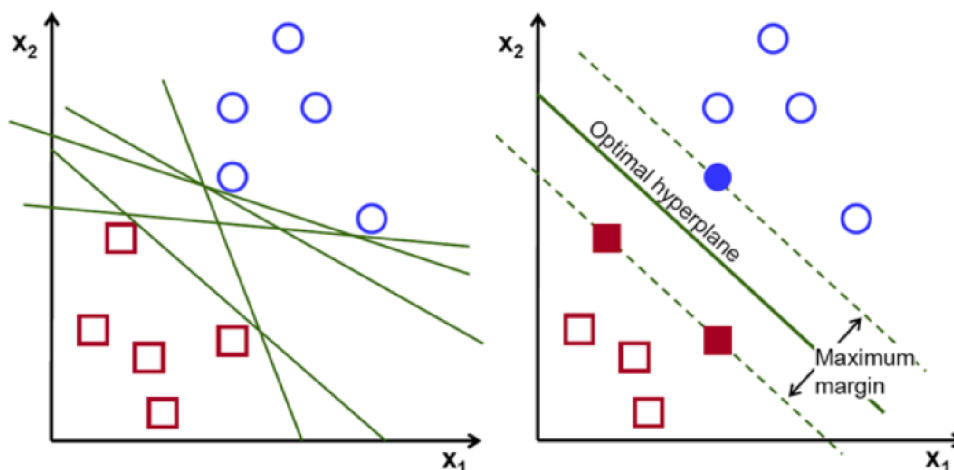 x₂
x₁
x₂
Optimal hyperplane
Maximum
margin
x₁